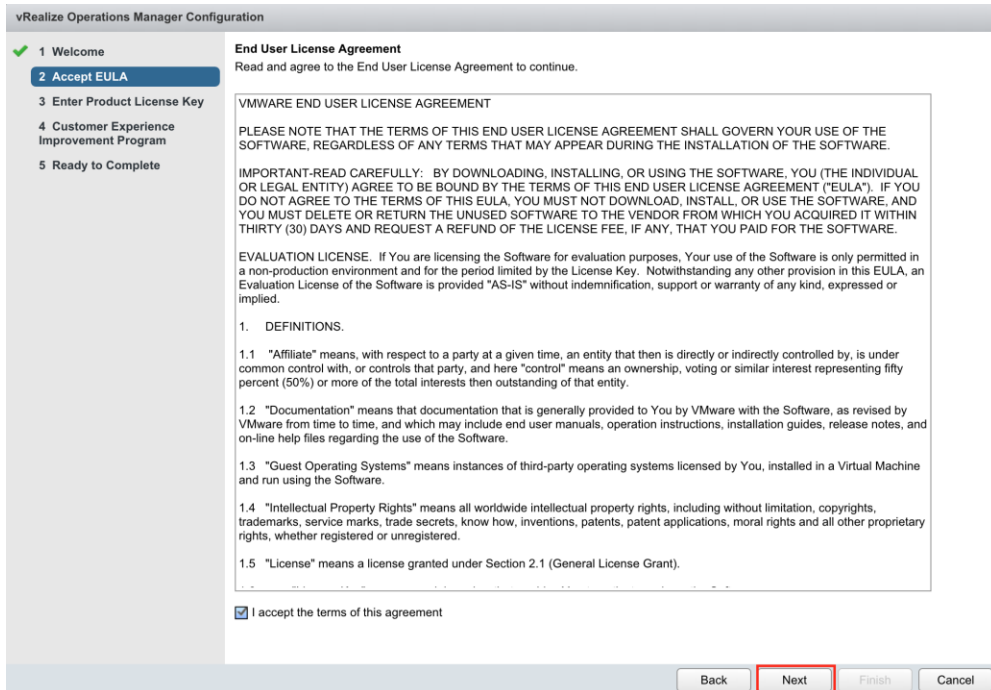 vRealize Operations Manager Configuration
1 Welcome
2 Accept EULA
3 Enter Product License Key
4 Customer Experience
Improvement Program
5 Ready to Complete
End User License Agreement
Read and agree to the End User License Agreement to continue.
VMWARE END USER LICENSE AGREEMENT
PLEASE NOTE THAT THE TERMS OF THIS END USER LICENSE AGREEMENT SHALL GOVERN YOUR USE OF THE
SOFTWARE, REGARDLESS OF ANY TERMS THAT MAY APPEAR DURING THE INSTALLATION OF THE SOFTWARE.
IMPORTANT-READ CAREFULLY: BY DOWNLOADING, INSTALLING, OR USING THE SOFTWARE, YOU (THE INDIVIDUAL
OR LEGAL ENTITY) AGREE TO BE BOUND BY THE TERMS OF THIS END USER LICENSE AGREEMENT ("EULA"). IF YOU
DO NOT AGREE TO THE TERMS OF THIS EULA, YOU MUST NOT DOWNLOAD, INSTALL, OR USE THE SOFTWARE, AND
YOU MUST DELETE OR RETURN THE UNUSED SOFTWARE TO THE VENDOR FROM WHICH YOU ACQUIRED IT WITHIN
THIRTY (30) DAYS AND REQUEST A REFUND OF THE LICENSE FEE, IF ANY, THAT YOU PAID FOR THE SOFTWARE.
EVALUATION LICENSE. If You are licensing the Software for evaluation purposes, Your use of the Software is only permitted in
a non-production environment and for the period limited by the License Key. Notwithstanding any other provision in this EULA, an
Evaluation License of the Software is provided "AS-IS" without indemnification, support or warranty of any kind, expressed or
implied.
1. DEFINITIONS.
1.1 "Affiliate" means, with respect to a party at a given time, an entity that then is directly or indirectly controlled by, is under
common control with, or controls that party, and here "control" means an ownership, voting or similar interest representing fifty
percent (50%) or more of the total interests then outstanding of that entity.
1.2 "Documentation" means that documentation that is generally provided to You by VMware with the Software, as revised by
VMware from time to time, and which may include end user manuals, operation instructions, installation guides, release notes, and
on-line help files regarding the use of the Software.
1.3 "Guest Operating Systems" means instances of third-party operating systems licensed by You, installed in a Virtual Machine
and run using the Software.
1.4 "Intellectual Property Rights" means all worldwide intellectual property rights, including without limitation, copyrights,
trademarks, service marks, trade secrets, know how, inventions, patents, patent applications, moral rights and all other proprietary
rights, whether registered or unregistered.
1.5 "License" means a license granted under Section 2.1 (General License Grant).
I accept the terms of this agreement
Back
Next
Finish
Cancel